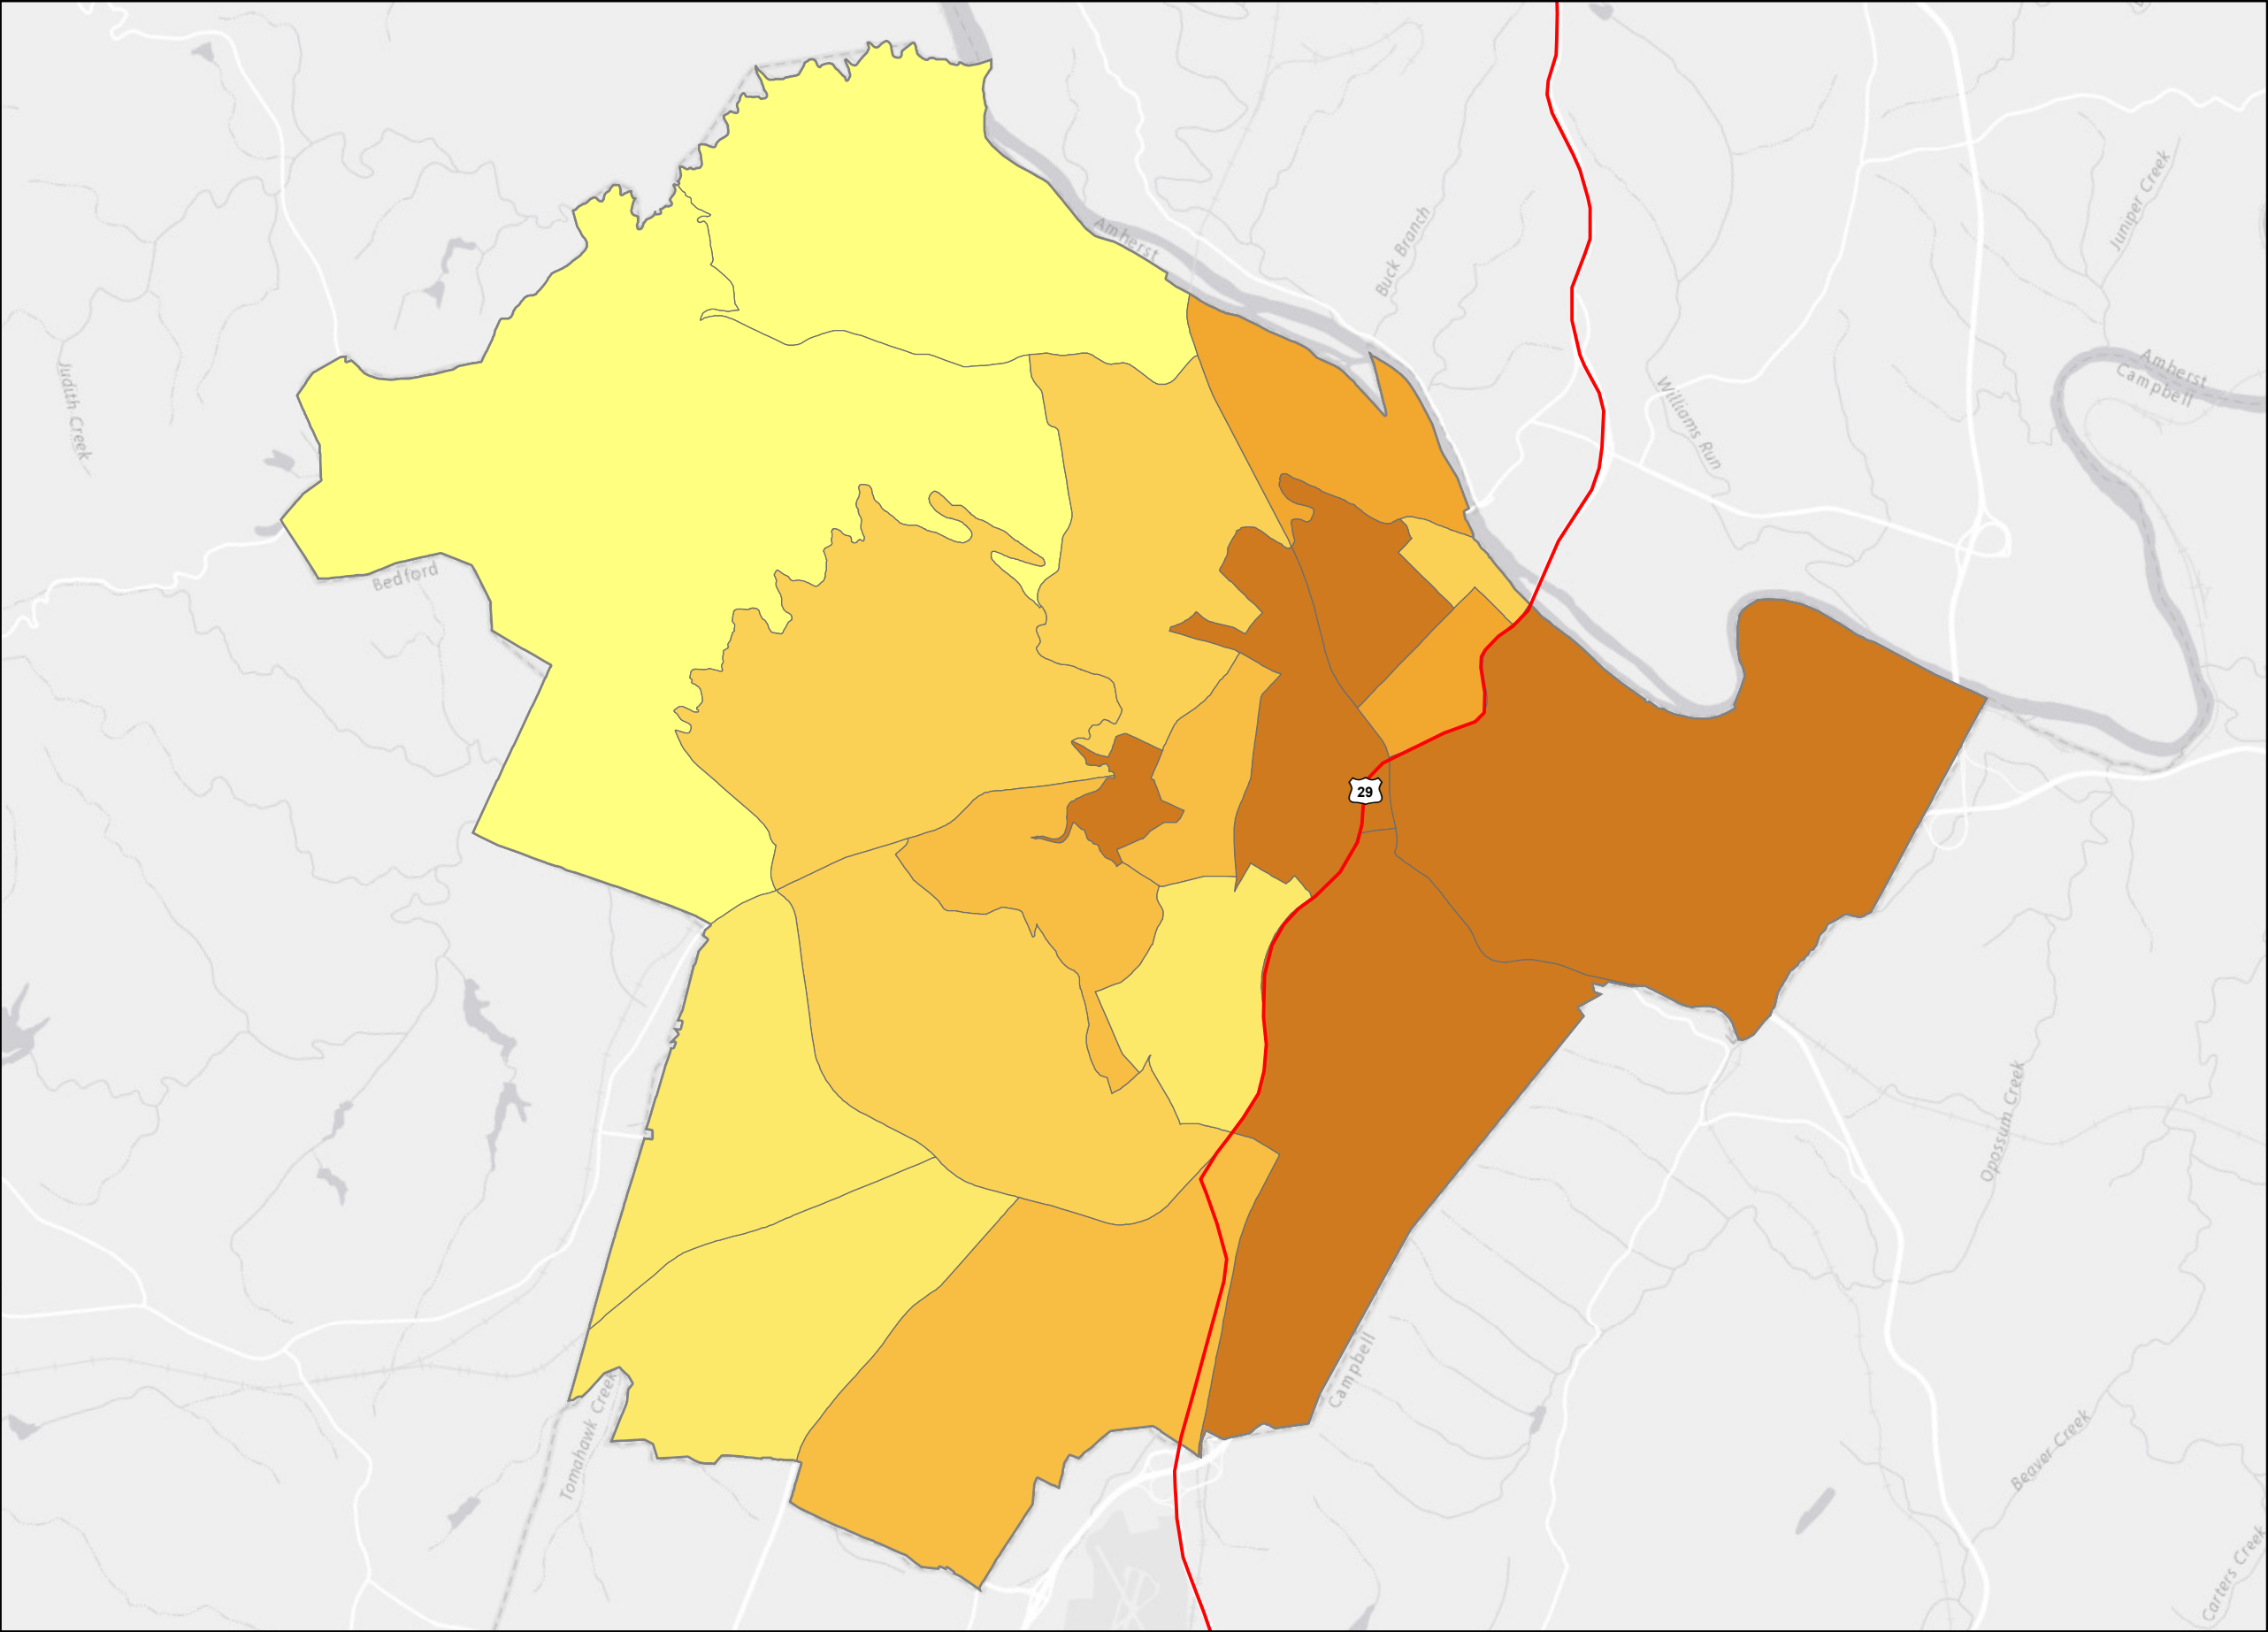 Amherst
Buck Branch
Juniper Creek
Judith Creek
Williams Run
Amherst
Campbell
Bedford
29
Opossum Creek
Campbell
Tomahawk Creek
Beaver Creek
Carters Creek